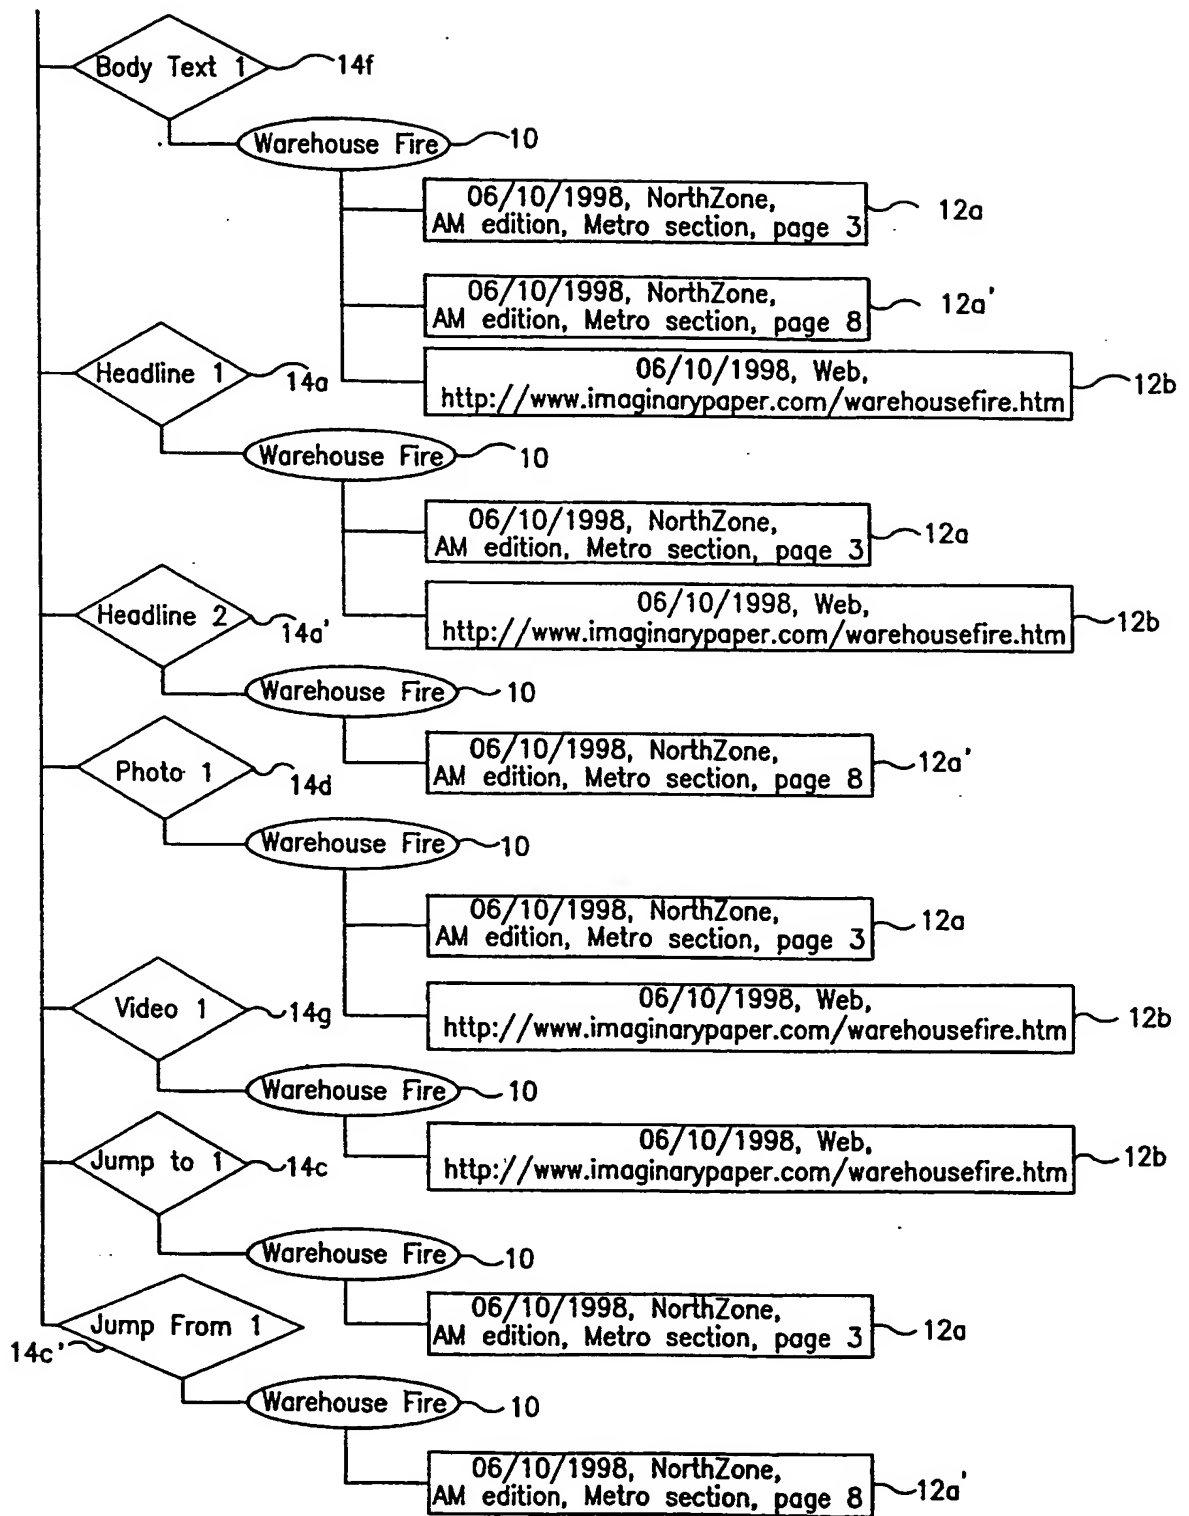 Body Text 1
14f
Warehouse Fire
10
06/10/1998, NorthZone,
AM edition, Metro section, page 3
12a
06/10/1998, NorthZone,
AM edition, Metro section, page 8
12a'
Headline 1
14a
06/10/1998, Web,
http://www.imaginarypaper.com/warehousefire.htm
12b
Warehouse Fire
10
06/10/1998, NorthZone,
AM edition, Metro section, page 3
12a
Headline 2
14a'
06/10/1998, Web,
http://www.imaginarypaper.com/warehousefire.htm
12b
Warehouse Fire
10
Photo 1
14d
06/10/1998, NorthZone,
AM edition, Metro section, page 8
12a'
Warehouse Fire
10
06/10/1998, NorthZone,
AM edition, Metro section, page 3
12a
Video 1
14g
06/10/1998, Web,
http://www.imaginarypaper.com/warehousefire.htm
12b
Warehouse Fire
10
Jump to 1
14c
06/10/1998, Web,
http://www.imaginarypaper.com/warehousefire.htm
12b
Warehouse Fire
10
Jump From 1
14c'
06/10/1998, NorthZone,
AM edition, Metro section, page 3
12a
Warehouse Fire
10
06/10/1998, NorthZone,
AM edition, Metro section, page 8
12a'